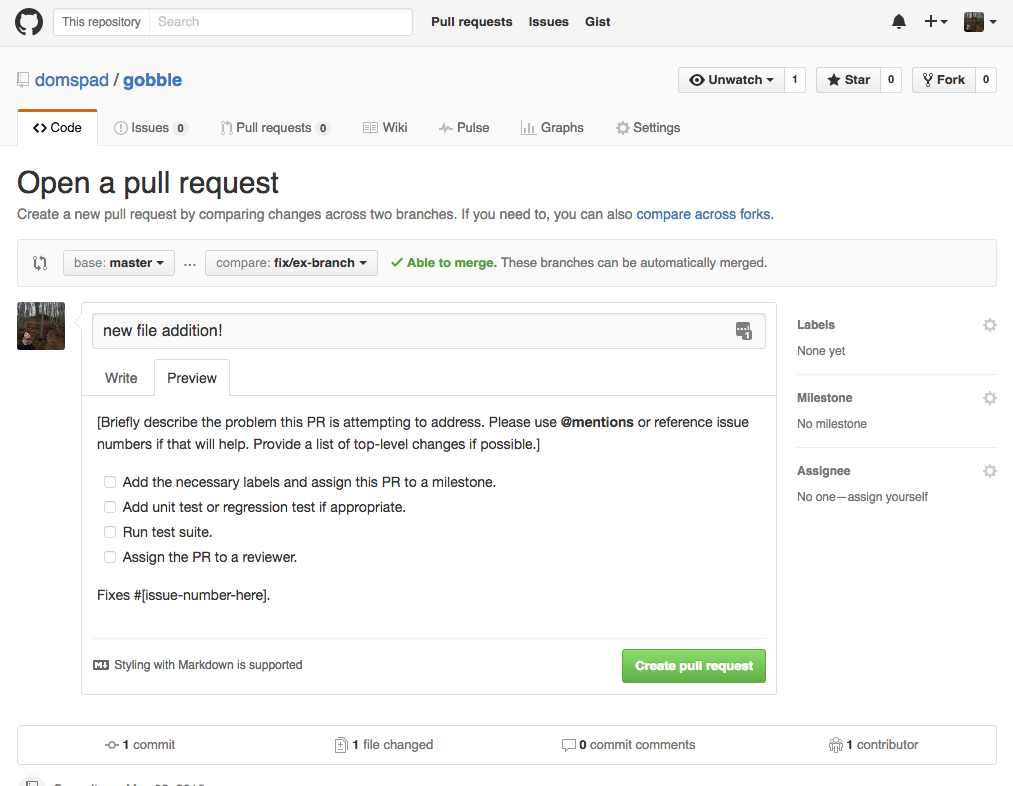 This repository Search Pull requests Issues Gist
domspad / gobble Unwatch 1 Star 0 Fork 0
Code Issues 0 Pull requests 0 Wiki Pulse Graphs Settings
Open a pull request
Create a new pull request by comparing changes across two branches. If you need to, you can also compare across forks.
base: master ... compare: fix/ex-branch Able to merge. These branches can be automatically merged.
new file addition! 1
Write Preview
[Briefly describe the problem this PR is attempting to address. Please use @mentions or reference issue
numbers if that will help. Provide a list of top-level changes if possible.]
Add the necessary labels and assign this PR to a milestone.
Add unit test or regression test if appropriate.
Run test suite.
Assign the PR to a reviewer.
Fixes #[issue-number-here].
Styling with Markdown is supported Create pull request
Labels
None yet
Milestone
No milestone
Assignee
No one—assign yourself
1 commit 1 file changed 0 commit comments 1 contributor